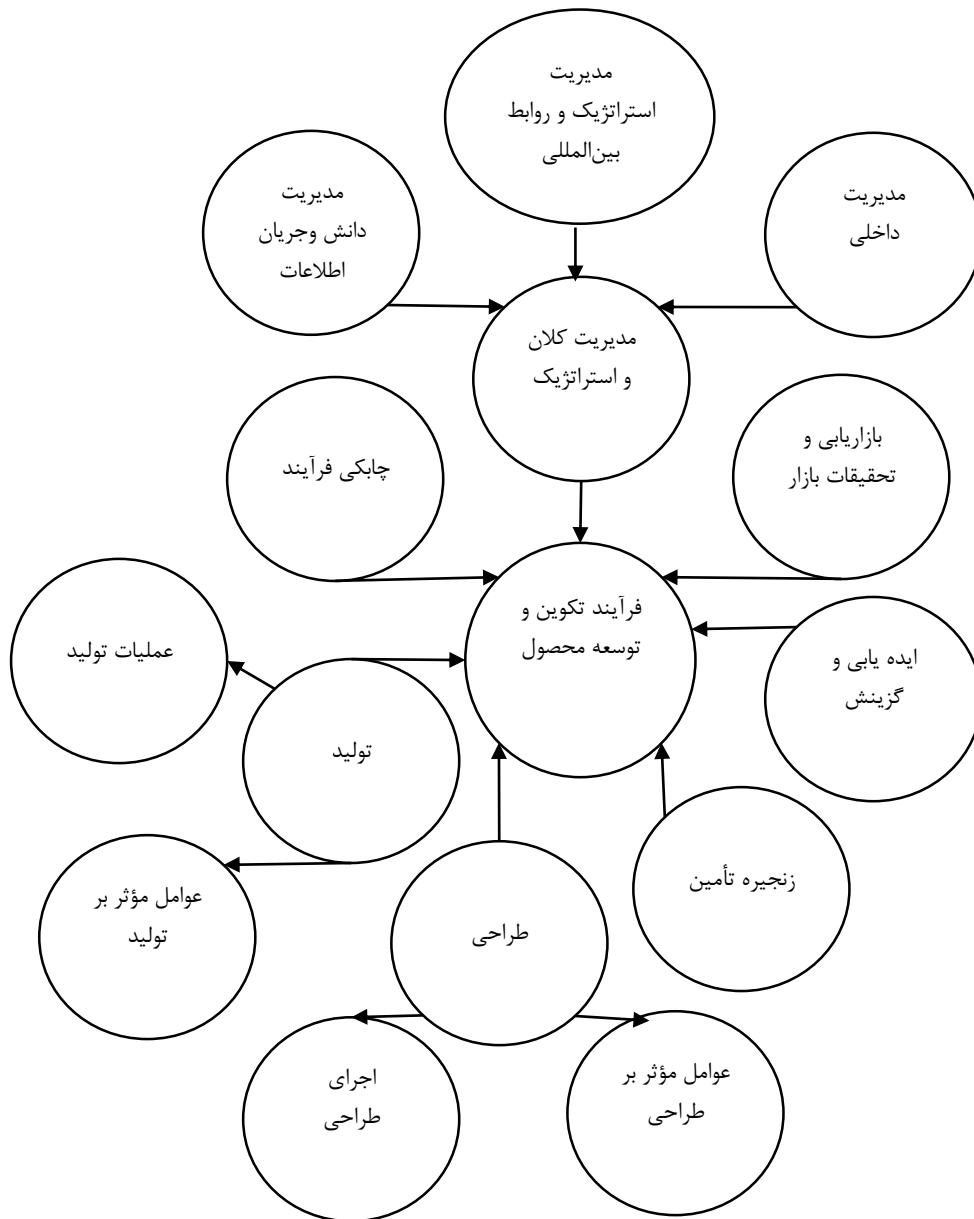 مدیریت
استراتژیک و روابط
بین‌المللی
مدیریت
داخلی
مدیریت
دانش وجریان
اطلاعات
مدیریت کلان
و استراتژیک
بازاریابی و
تحقیقات بازار
چابکی فرآیند
فرآیند تکوین و
توسعه محصول
ایده یابی و
گزینش
عملیات تولید
تولید
زنجیره تأمین
عوامل مؤثر بر
تولید
طراحی
عوامل مؤثر بر
طراحی
اجرای
طراحی